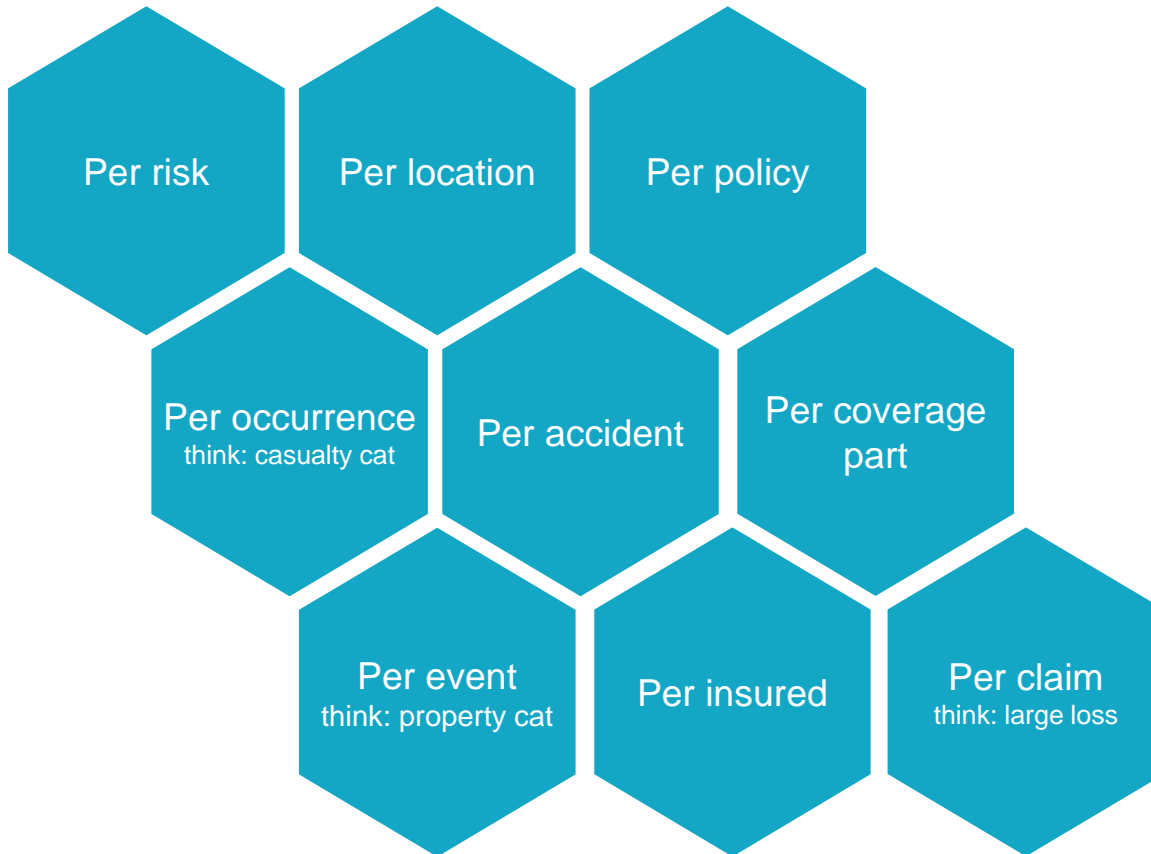 Per risk
Per location
Per policy
Per occurrence
think: casualty cat
Per accident
Per coverage
part
Per event
think: property cat
Per insured
Per claim
think: large loss